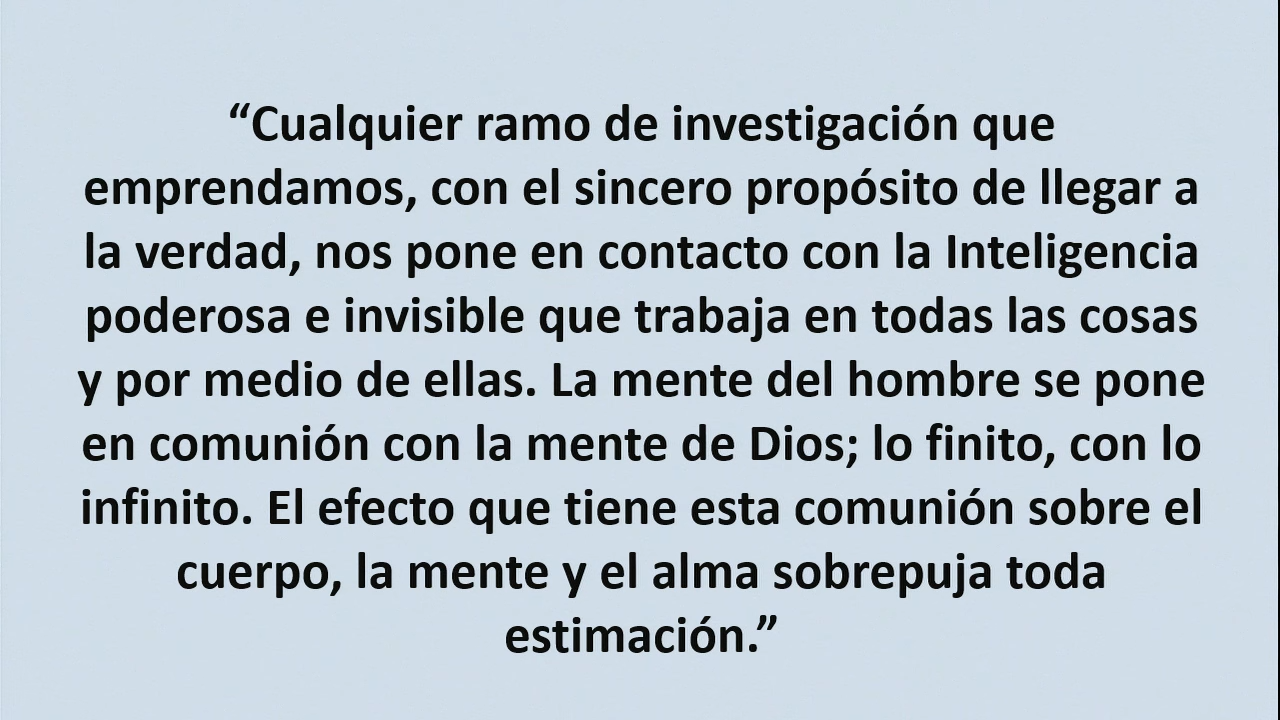 “Cualquier ramo de investigación que
emprendamos, con el sincero propósito de llegar a
la verdad, nos pone en contacto con la Inteligencia
poderosa e invisible que trabaja en todas las cosas
y por medio de ellas. La mente del hombre se pone
en comunión con la mente de Dios; lo finito, con lo
infinito. El efecto que tiene esta comunión sobre el
cuerpo, la mente y el alma sobrepuja toda
estimación.”